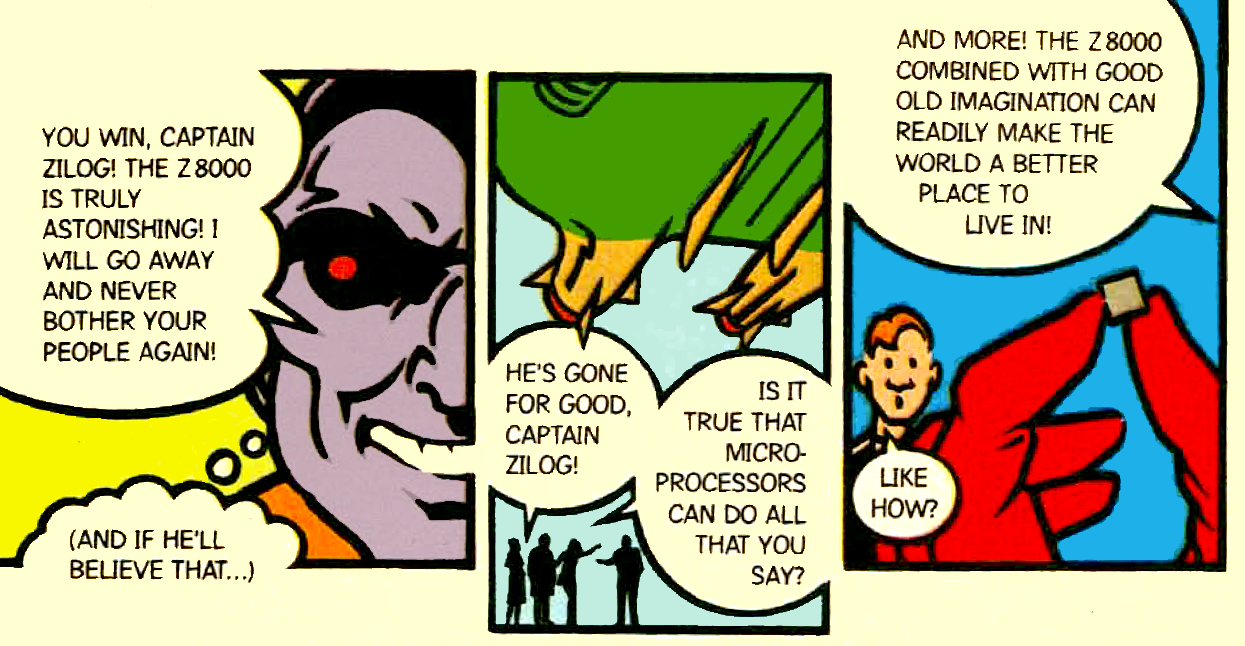 YOU WIN, CAPTAIN
ZILOG! THE Z8000
IS TRULY
ASTONISHING! I
WILL GO AWAY
AND NEVER
BOTHER YOUR
PEOPLE AGAIN!
(AND IF HE'LL
BELIEVE THAT...)
HE'S GONE
FOR GOOD,
CAPTAIN
ZILOG!
IS IT
TRUE THAT
MICRO-
PROCESSORS
CAN DO ALL
THAT YOU
SAY?
AND MORE! THE Z8000
COMBINED WITH GOOD
OLD IMAGINATION CAN
READILY MAKE THE
WORLD A BETTER
PLACE TO
LIVE IN!
LIKE
HOW?